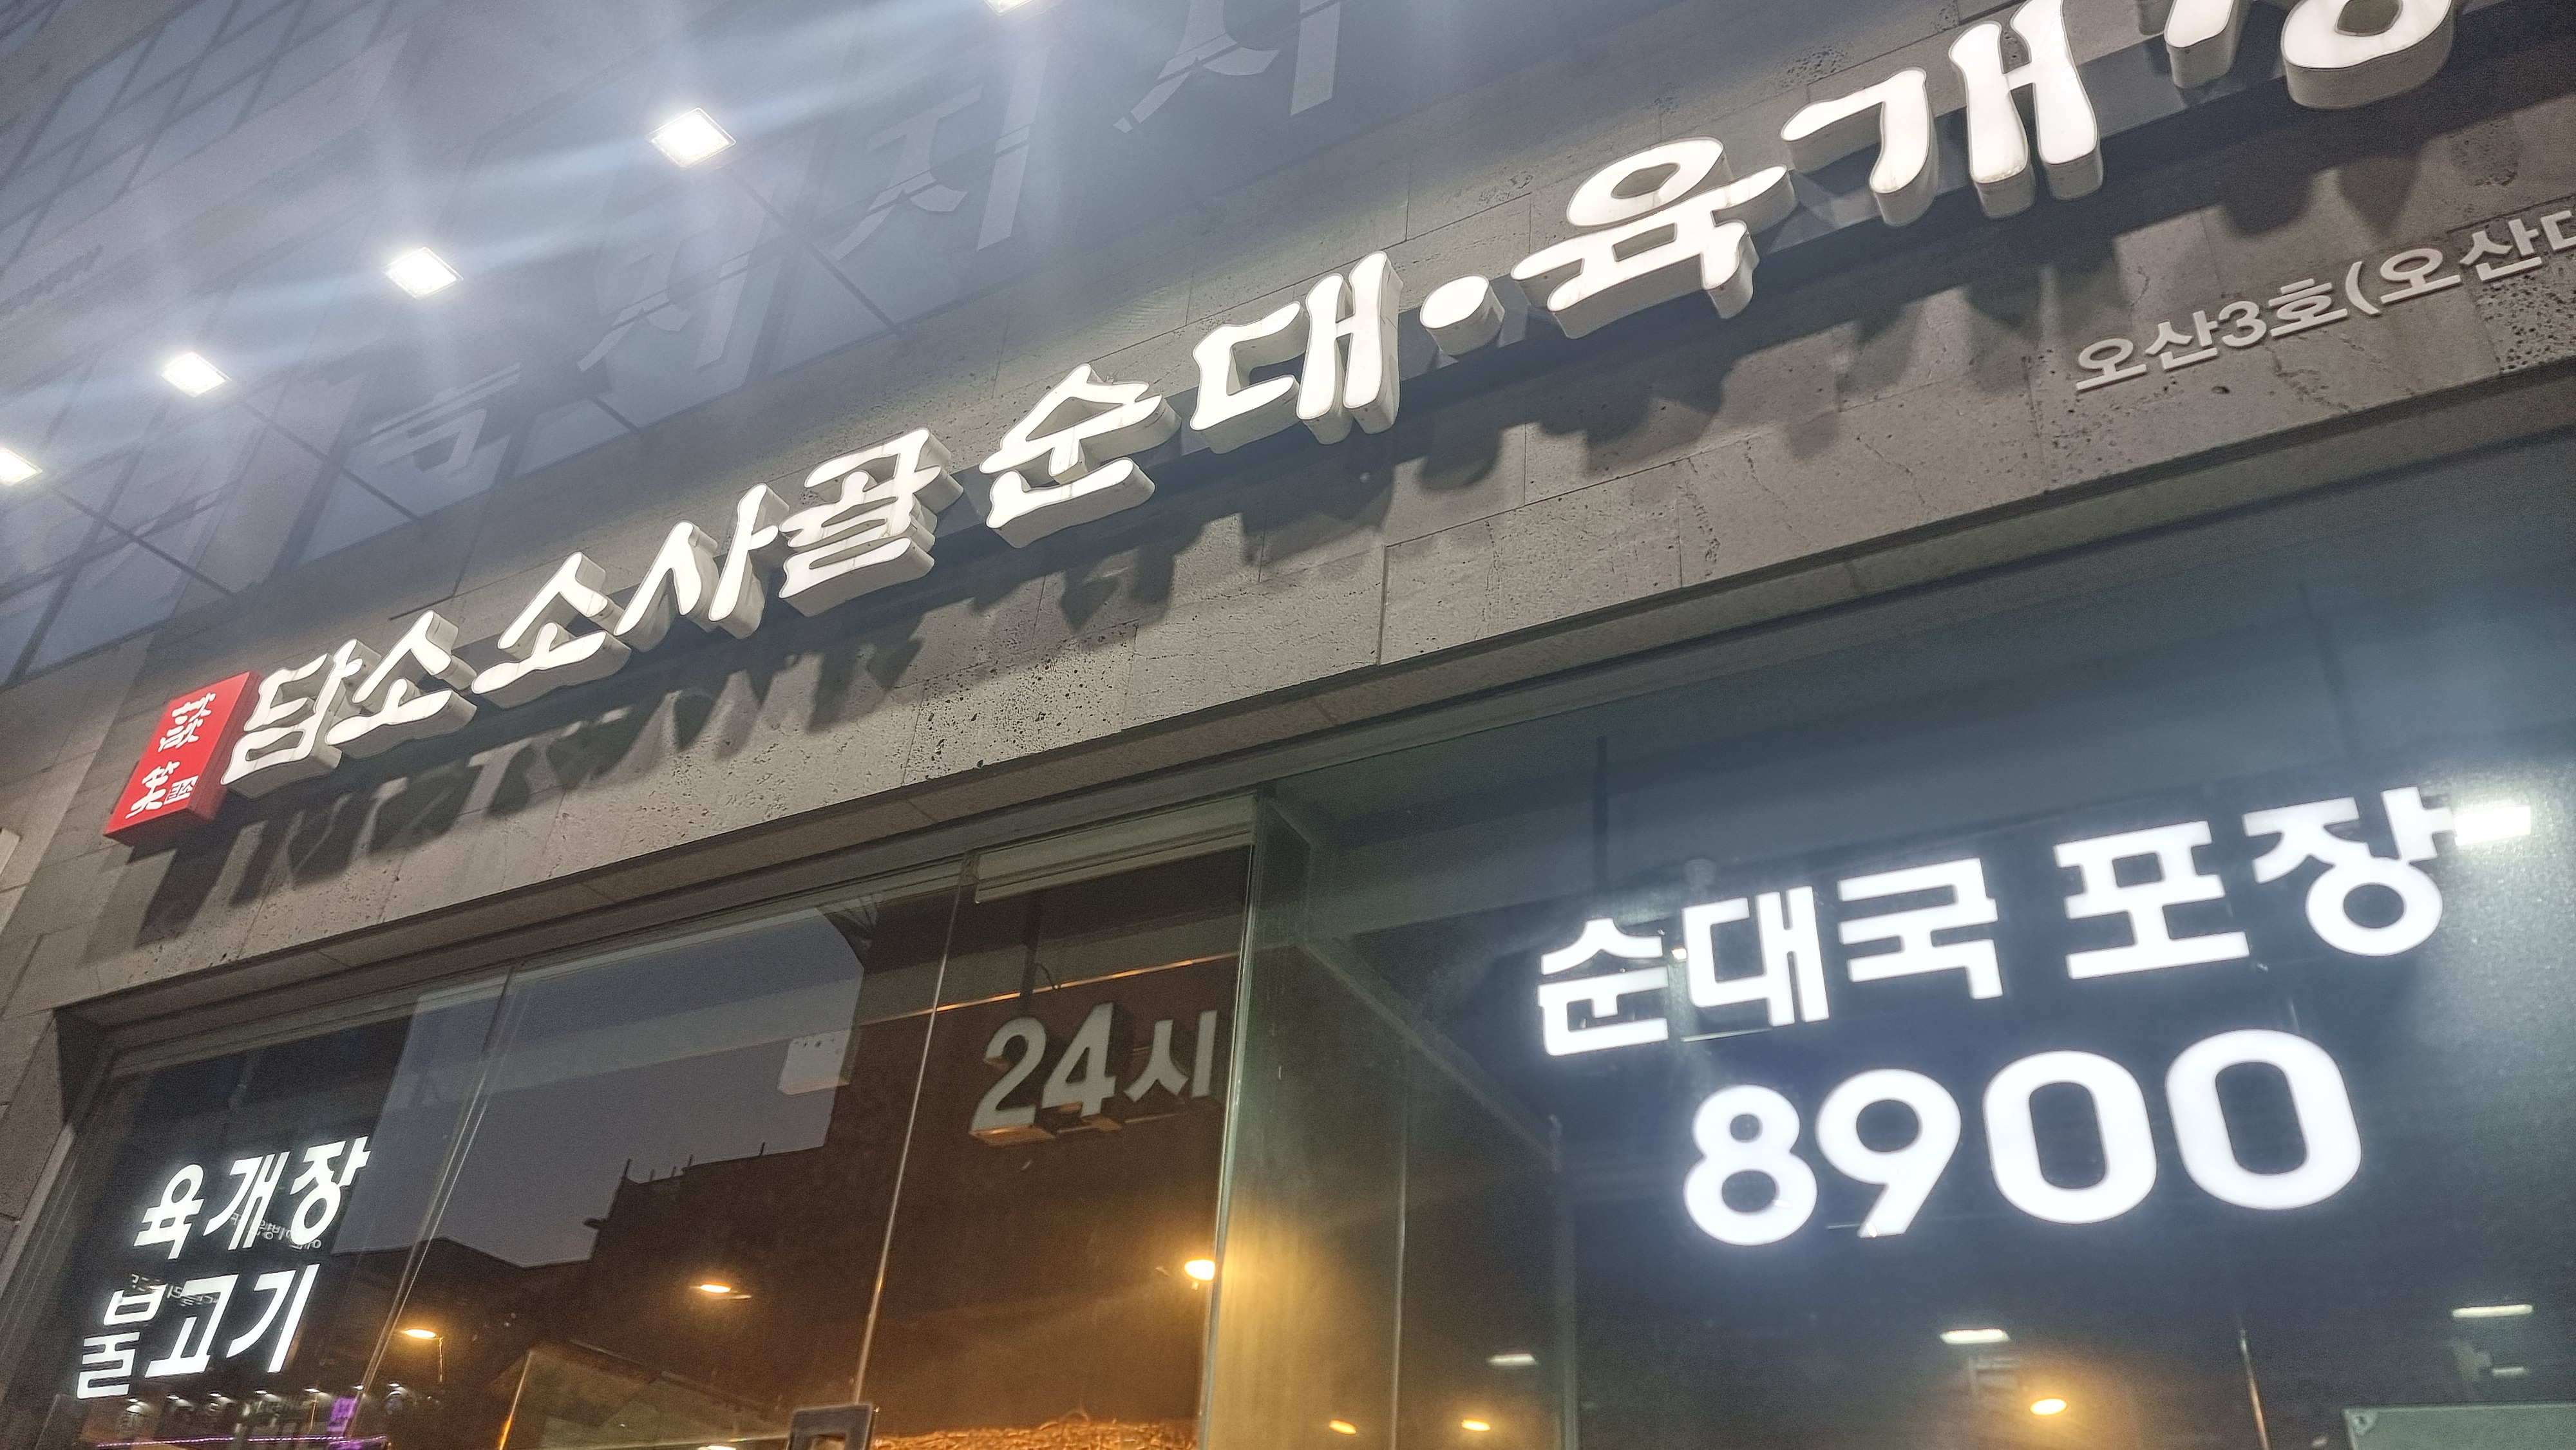 담소소사골 순대·육개장
오산3호(오산
순대국 포장
8900
24시
육개장
불고기